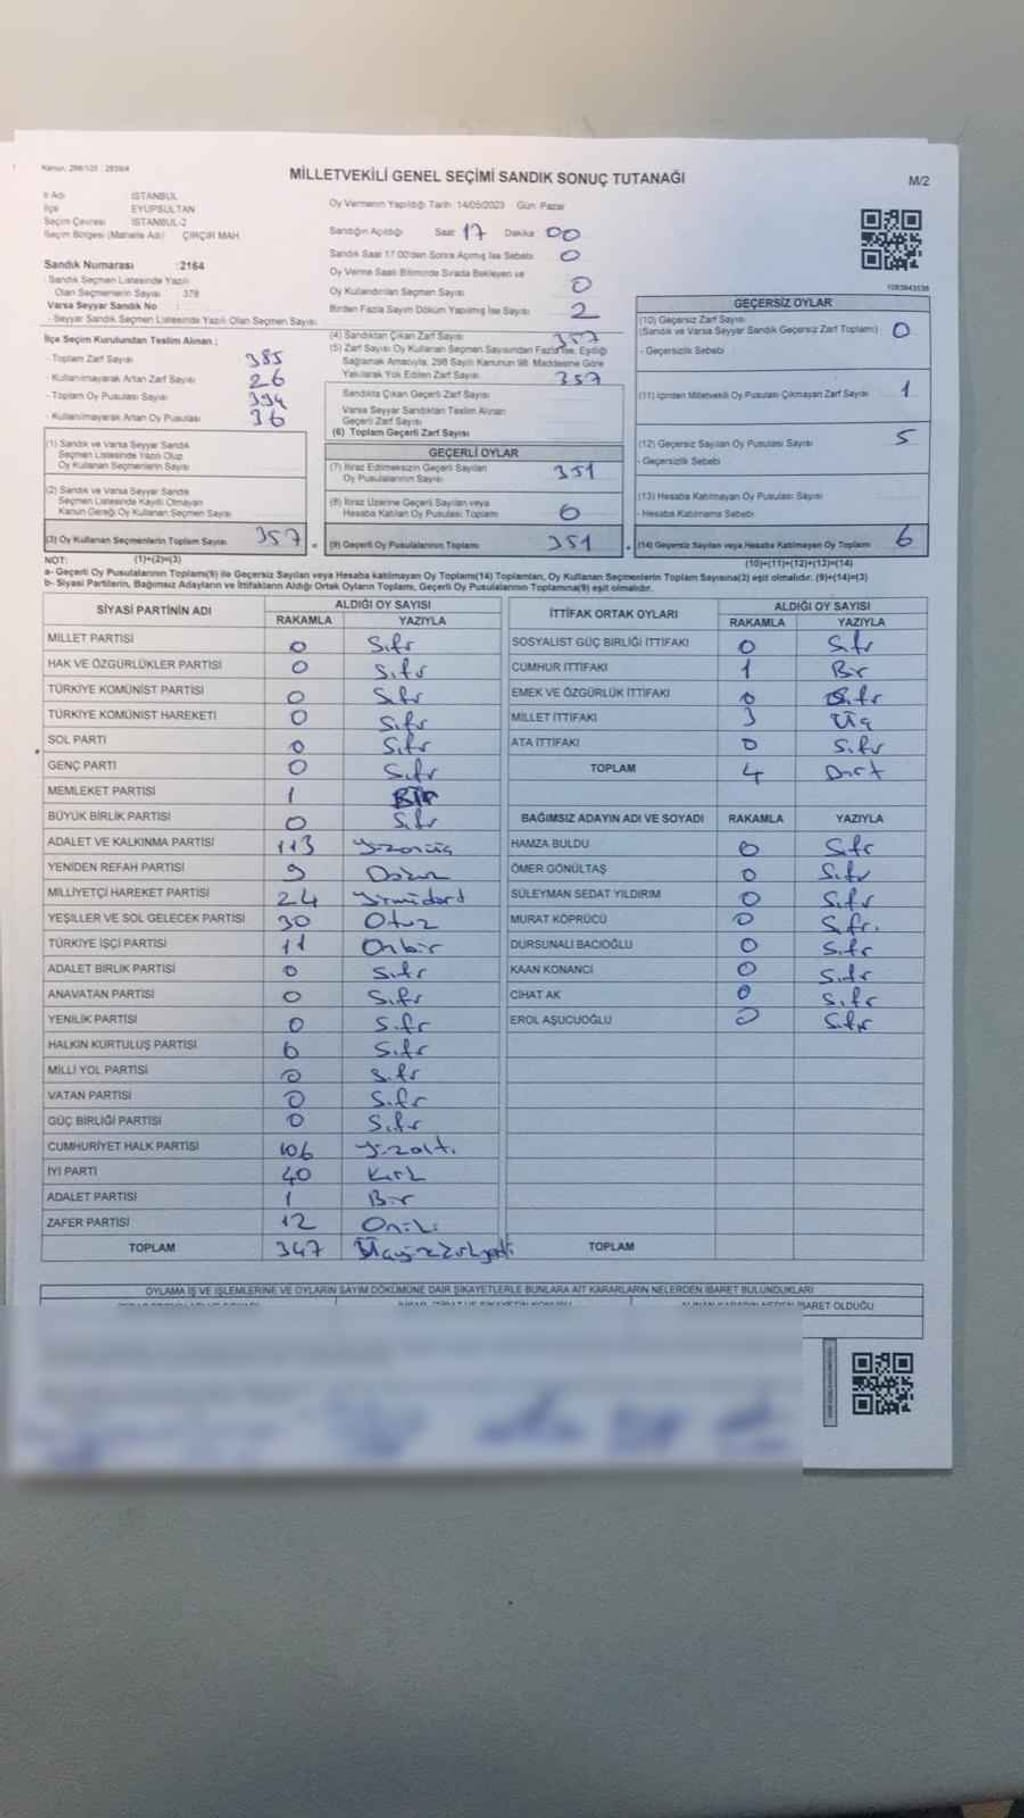 MİLLETVEKİLİ GENEL SEÇİMİ SANDIK SONUÇ TUTANAĞI
M/2
İl Adı İSTANBUL
İlçe EYÜPSULTAN
Seçim Çevresi İSTANBUL-2
Seçim Bölgesi (Mahalle Adı) ÇIRÇIR MAH.
Sandık Numarası :2164
Sandık Seçmen Listesinde Yazılı
Olan Seçmenlerin Sayısı : 378
Varsa Seyyar Sandık No :
- Seyyar Sandık Seçmen Listesinde Yazılı Olan Seçmen Sayısı
İlçe Seçim Kurulundan Teslim Alınan ;
- Toplam Zarf Sayısı 385
- Kullanılmayarak Artan Zarf Sayısı 26
- Toplam Oy Pusulası Sayısı 394
- Kullanılmayarak Artan Oy Pusulası 36
(1) Sandık ve Varsa Seyyar Sandık
Seçmen Listesinde Yazılı Olup
Oy Kullanan Seçmenlerin Sayısı
(2) Sandık ve Varsa Seyyar Sandık
Seçmen Listesinde Kayıtlı Olmayan
Kanun Gereği Oy Kullanan Seçmen Sayısı
(3) Oy Kullanan Seçmenlerin Toplam Sayısı 357
(1)+(2)=(3)
Oy Vermenin Yapıldığı Tarih: 14/05/2023 Gün: Pazar
Sandığın Açıldığı Saat 17 Dakika 00
Sandık Saat 17.00'den Sonra Açılmış İse Sebebi 0
Oy Verme Saati Bitiminde Sırada Bekleyen ve
Oy Kullandırılan Seçmen Sayısı 0
Birden Fazla Sayım Döküm Yapılmış İse Sayısı 2
(4) Sandıktan Çıkan Zarf Sayısı 357
(5) Zarf Sayısı Oy Kullanan Seçmen Sayısından Fazla İse, Eşitliği
Sağlamak Amacıyla, 298 Sayılı Kanunun 98. Maddesine Göre
Yakılarak Yok Edilen Zarf Sayısı 357
Sandıkta Çıkan Geçerli Zarf Sayısı
Varsa Seyyar Sandıktan Teslim Alınan
Geçerli Zarf Sayısı
(6) Toplam Geçerli Zarf Sayısı
GEÇERLİ OYLAR
(7) İtiraz Edilmeksizin Geçerli Sayılan
Oy Pusulalarının Sayısı 351
(8) İtiraz Üzerine Geçerli Sayılan veya
Hesaba Katılan Oy Pusulası Toplamı 0
(9) Geçerli Oy Pusulalarının Toplamı 351
GEÇERSİZ OYLAR
(10) Geçersiz Zarf Sayısı
(Sandık ve Varsa Seyyar Sandık Geçersiz Zarf Toplamı) 0
- Geçersizlik Sebebi
(11) İçinden Milletvekili Oy Pusulası Çıkmayan Zarf Sayısı 1
(12) Geçersiz Sayılan Oy Pusulası Sayısı 5
- Geçersizlik Sebebi
(13) Hesaba Katılmayan Oy Pusulası Sayısı
- Hesaba Katılmama Sebebi
(14) Geçersiz Sayılan veya Hesaba Katılmayan Oy Toplamı 6
(10)+(11)+(12)+(13)=(14)
NOT:
a- Geçerli Oy Pusulalarının Toplamı(9) ile Geçersiz Sayılan veya Hesaba katılmayan Oy Toplamı(14) Toplamları, Oy Kullanan Seçmenlerin Toplam Sayısına(3) eşit olmalıdır. (9)+(14)=(3)
b- Siyasi Partilerin, Bağımsız Adayların ve İttifakların Aldığı Ortak Oyların Toplamı, Geçerli Oy Pusulalarının Toplamına(9) eşit olmalıdır.
SİYASİ PARTİNİN ADI ALDIĞI OY SAYISI
RAKAMLA YAZIYLA
MİLLET PARTİSİ 0 Sıfır
HAK VE ÖZGÜRLÜKLER PARTİSİ 0 Sıfır
TÜRKİYE KOMÜNİST PARTİSİ 0 Sıfır
TÜRKİYE KOMÜNİST HAREKETİ 0 Sıfır
SOL PARTİ 0 Sıfır
GENÇ PARTİ 0 Sıfır
MEMLEKET PARTİSİ 1 Bir
BÜYÜK BİRLİK PARTİSİ 0 Sıfır
ADALET VE KALKINMA PARTİSİ 113 Yüzonüç
YENİDEN REFAH PARTİSİ 9 Dokuz
MİLLİYETÇİ HAREKET PARTİSİ 24 Yirmidört
YEŞİLLER VE SOL GELECEK PARTİSİ 30 Otuz
TÜRKİYE İŞÇİ PARTİSİ 11 Onbir
ADALET BİRLİK PARTİSİ 0 Sıfır
ANAVATAN PARTİSİ 0 Sıfır
YENİLİK PARTİSİ 0 Sıfır
HALKIN KURTULUŞ PARTİSİ 0 Sıfır
MİLLİ YOL PARTİSİ 0 Sıfır
VATAN PARTİSİ 0 Sıfır
GÜÇ BİRLİĞİ PARTİSİ 0 Sıfır
CUMHURİYET HALK PARTİSİ 106 Yüzaltı
İYİ PARTİ 40 Kırk
ADALET PARTİSİ 1 Bir
ZAFER PARTİSİ 12 Oniki
TOPLAM 347 Üçyüzkırkyedi
İTTİFAK ORTAK OYLARI ALDIĞI OY SAYISI
RAKAMLA YAZIYLA
SOSYALİST GÜÇ BİRLİĞİ İTTİFAKI 0 Sıfır
CUMHUR İTTİFAKI 1 Bir
EMEK VE ÖZGÜRLÜK İTTİFAKI 0 Sıfır
MİLLET İTTİFAKI 3 Üç
ATA İTTİFAKI 0 Sıfır
TOPLAM 4 Dört
BAĞIMSIZ ADAYIN ADI VE SOYADI RAKAMLA YAZIYLA
HAMZA BULDU 0 Sıfır
ÖMER GÖNÜLTAŞ 0 Sıfır
SÜLEYMAN SEDAT YILDIRIM 0 Sıfır
MURAT KÖPRÜCÜ 0 Sıfır
DURSUNALİ BACIOĞLU 0 Sıfır
KAAN KONANCİ 0 Sıfır
CİHAT AK 0 Sıfır
EROL AŞUCUOĞLU 0 Sıfır
TOPLAM
OYLAMA İŞ VE İŞLEMLERİNE VE OYLARIN SAYIM DÖKÜMÜNE DAİR ŞİKAYETLERLE BUNLARA AİT KARARLARIN NELERDEN İBARET BULUNDUKLARI
İBARET OLDUĞU